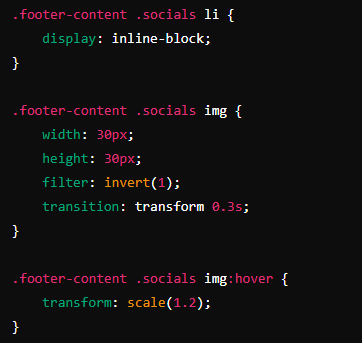 .footer-content .socials li {
    display: inline-block;
}

.footer-content .socials img {
    width: 30px;
    height: 30px;
    filter: invert(1);
    transition: transform 0.3s;
}

.footer-content .socials img:hover {
    transform: scale(1.2);
}